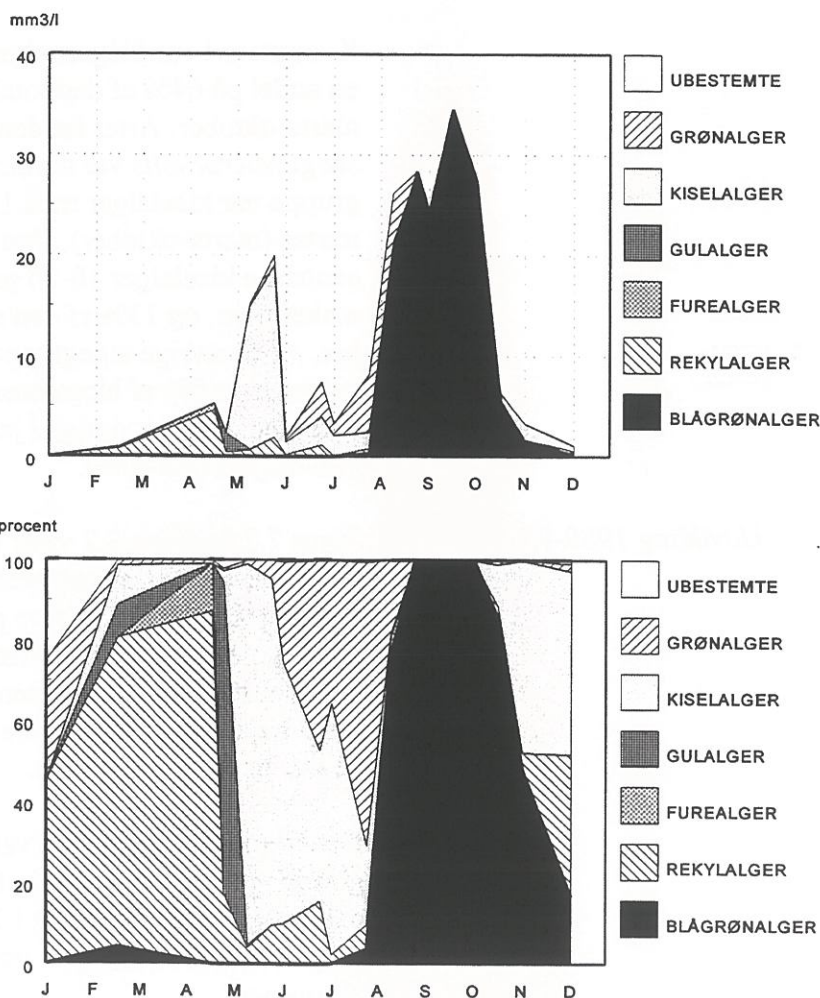 mm3/l
40
30
20
10
0
J F M A M J J A S O N D
UBESTEMTE
GRØNALGER
KISELALGER
GULALGER
FUREALGER
REKYLALGER
BLÅGRØNALGER
procent
100
80
60
40
20
0
J F M A M J J A S O N D
UBESTEMTE
GRØNALGER
KISELALGER
GULALGER
FUREALGER
REKYLALGER
BLÅGRØNALGER